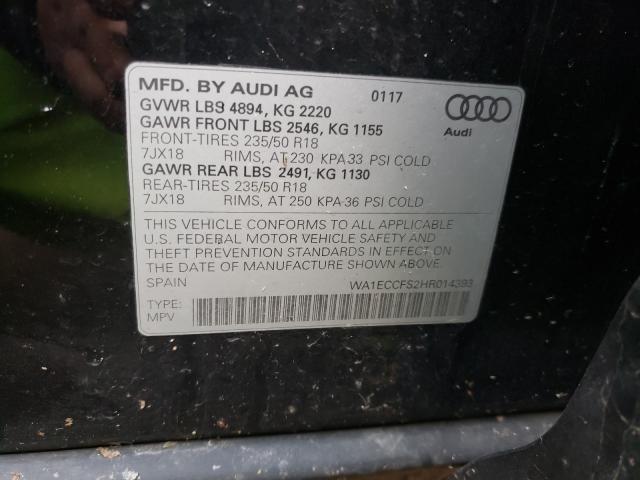 MFD. BY AUDI AG 0117
GVWR LBS 4894, KG 2220
GAWR FRONT LBS 2546, KG 1155
FRONT-TIRES 235/50 R18
7JX18 RIMS, AT 230 KPA 33 PSI COLD
GAWR REAR LBS 2491, KG 1130
REAR-TIRES 235/50 R18
7JX18 RIMS, AT 250 KPA 36 PSI COLD
Audi
THIS VEHICLE CONFORMS TO ALL APPLICABLE
U.S. FEDERAL MOTOR VEHICLE SAFETY AND
THEFT PREVENTION STANDARDS IN EFFECT ON
THE DATE OF MANUFACTURE SHOWN ABOVE.
SPAIN WA1ECCFS2HR014393
TYPE:
MPV